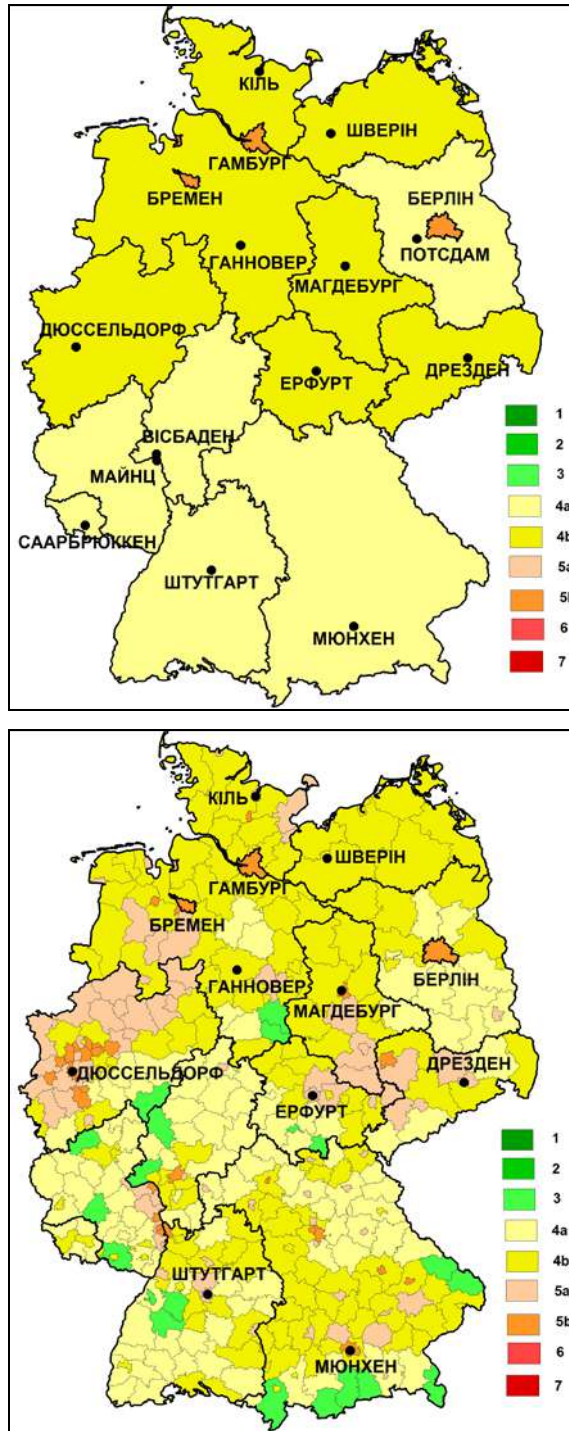 КІЛЬ
ШВЕРІН
ГАМБУРГ
БЕРЛІН
БРЕМЕН
ПОТСДАМ
ГАННОВЕР
МАГДЕБУРГ
ДЮССЕЛЬДОРФ
ДРЕЗДЕН
ЕРФУРТ
ВІСБАДЕН
МАЙНЦ
СААРБРЮККЕН
ШТУТГАРТ
МЮНХЕН
1
2
3
4a
4b
5a
5b
6
7
КІЛЬ
ШВЕРІН
ГАМБУРГ
БРЕМЕН
БЕРЛІН
ГАННОВЕР
МАГДЕБУРГ
ДЮССЕЛЬДОРФ
ДРЕЗДЕН
ЕРФУРТ
ШТУТГАРТ
МЮНХЕН
1
2
3
4a
4b
5a
5b
6
7